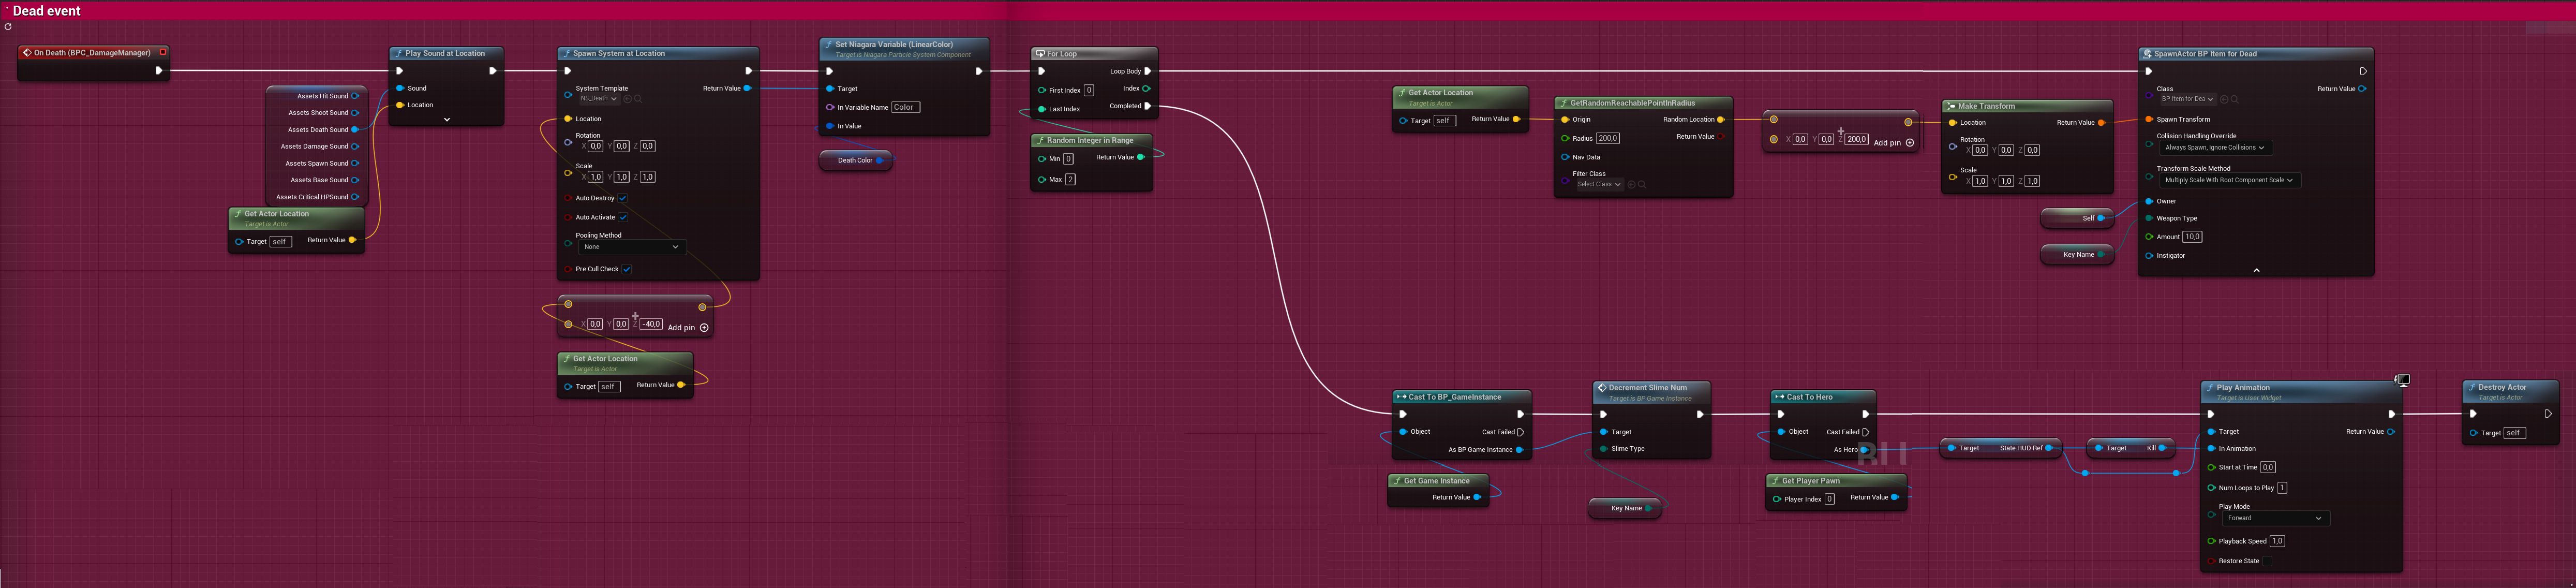 Dead event
On Death (BPC_DamageManager)
Assets Hit Sound
Assets Shoot Sound
Assets Death Sound
Assets Damage Sound
Assets Spawn Sound
Assets Base Sound
Assets Critical HPSound
Get Actor Location
Target is Actor
Target self Return Value
Play Sound at Location
Sound
Location
Spawn System at Location
System Template Return Value
NS_Death
Location
Rotation
X 0,0 Y 0,0 Z 0,0
Scale
X 1,0 Y 1,0 Z 1,0
Auto Destroy
Auto Activate
Pooling Method
None
Pre Cull Check
X 0,0 Y 0,0 Z -40,0 Add pin
Get Actor Location
Target is Actor
Target self Return Value
Set Niagara Variable (LinearColor)
Target is Niagara Particle System Component
Target
In Variable Name Color
In Value
Death Color
For Loop
Loop Body
First Index 0 Index
Last Index Completed
Random Integer in Range
Min 0 Return Value
Max 2
Get Actor Location
Target is Actor
Target self Return Value
GetRandomReachablePointInRadius
Origin Random Location
Radius 200,0 Return Value
Nav Data
Filter Class
Select Class
X 0,0 Y 0,0 Z 200,0 Add pin
Make Transform
Location Return Value
Rotation
X 0,0 Y 0,0 Z 0,0
Scale
X 1,0 Y 1,0 Z 1,0
Self
Key Name
SpawnActor BP Item for Dead
Class Return Value
BP Item for Dea
Spawn Transform
Collision Handling Override
Always Spawn, Ignore Collisions
Transform Scale Method
Multiply Scale With Root Component Scale
Owner
Weapon Type
Amount 10,0
Instigator
Cast To BP_GameInstance
Object Cast Failed
As BP Game Instance
Get Game Instance
Return Value
Decrement Slime Num
Target is BP Game Instance
Target
Slime Type
Key Name
Cast To Hero
Object Cast Failed
As Hero
Get Player Pawn
Player Index 0 Return Value
Target State HUD Ref
Target Kill
Play Animation
Target is User Widget
Target Return Value
In Animation
Start at Time 0,0
Num Loops to Play 1
Play Mode
Forward
Playback Speed 1,0
Restore State
Destroy Actor
Target is Actor
Target self